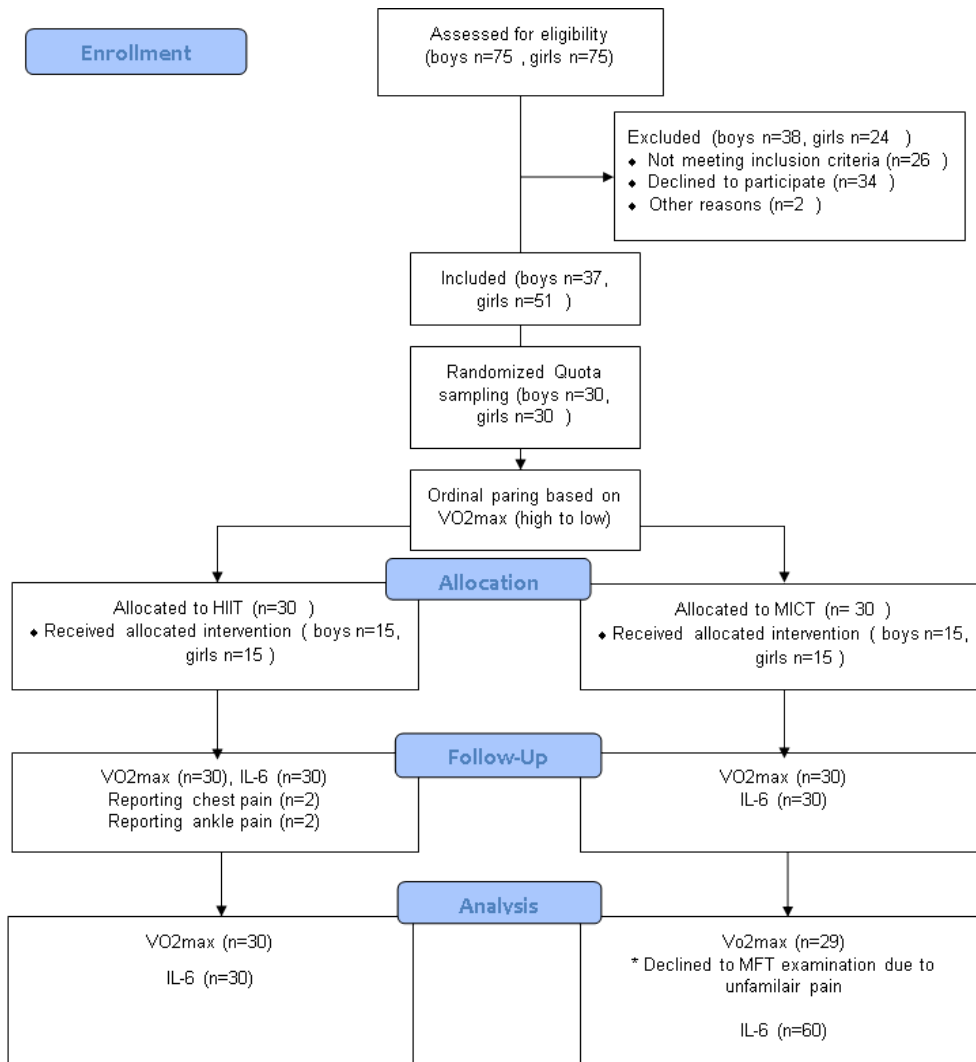 Enrollment
Assessed for eligibility
(boys n=75 , girls n=75)
Excluded (boys n=38, girls n=24 )
◆ Not meeting inclusion criteria (n=26 )
◆ Declined to participate (n=34 )
◆ Other reasons (n=2 )
Included (boys n=37,
girls n=51 )
Randomized Quota
sampling (boys n=30,
girls n=30 )
Ordinal paring based on
VO2max (high to low)
Allocation
Allocated to HIIT (n=30 )
◆ Received allocated intervention ( boys n=15,
girls n=15 )
Allocated to MICT (n= 30 )
◆ Received allocated intervention ( boys n=15,
girls n=15 )
Follow-Up
VO2max (n=30), IL-6 (n=30)
Reporting chest pain (n=2)
Reporting ankle pain (n=2)
VO2max (n=30)
IL-6 (n=30)
Analysis
VO2max (n=30)
IL-6 (n=30)
Vo2max (n=29)
* Declined to MFT examination due to
unfamilair pain
IL-6 (n=60)